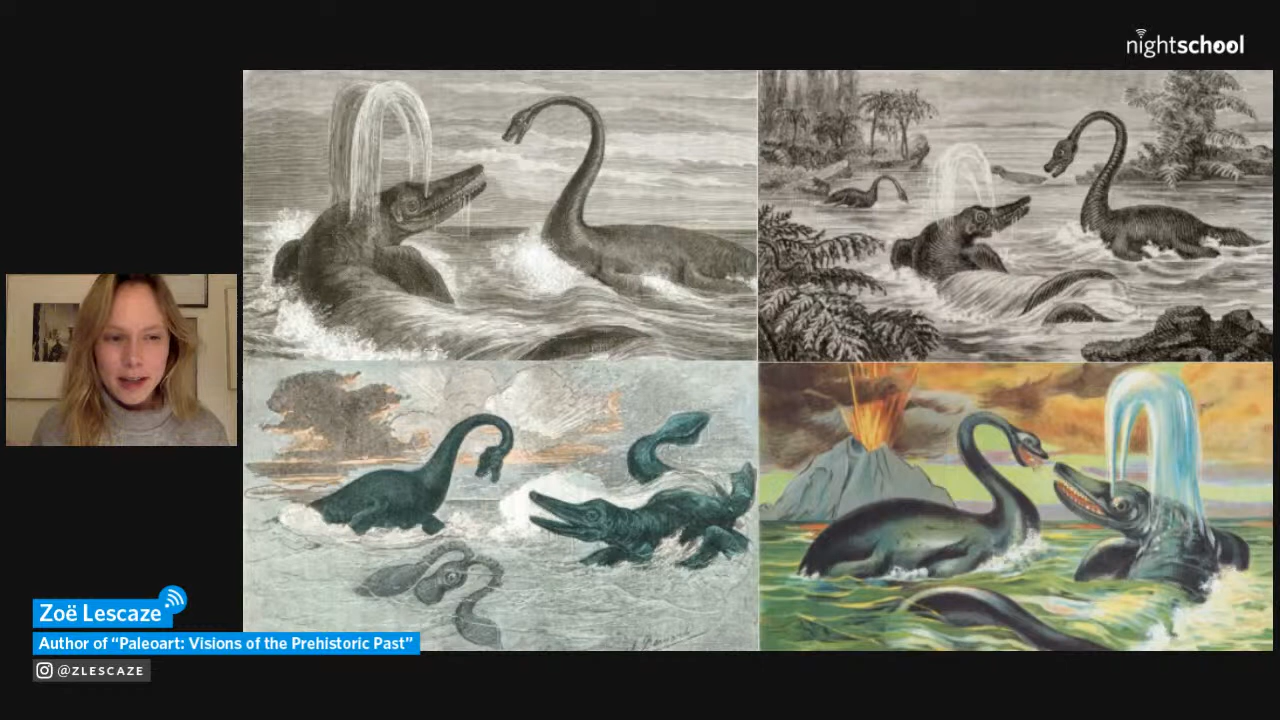 nightschool
Zoë Lescaze
Author of “Paleoart: Visions of the Prehistoric Past”
@ZLESCAZE